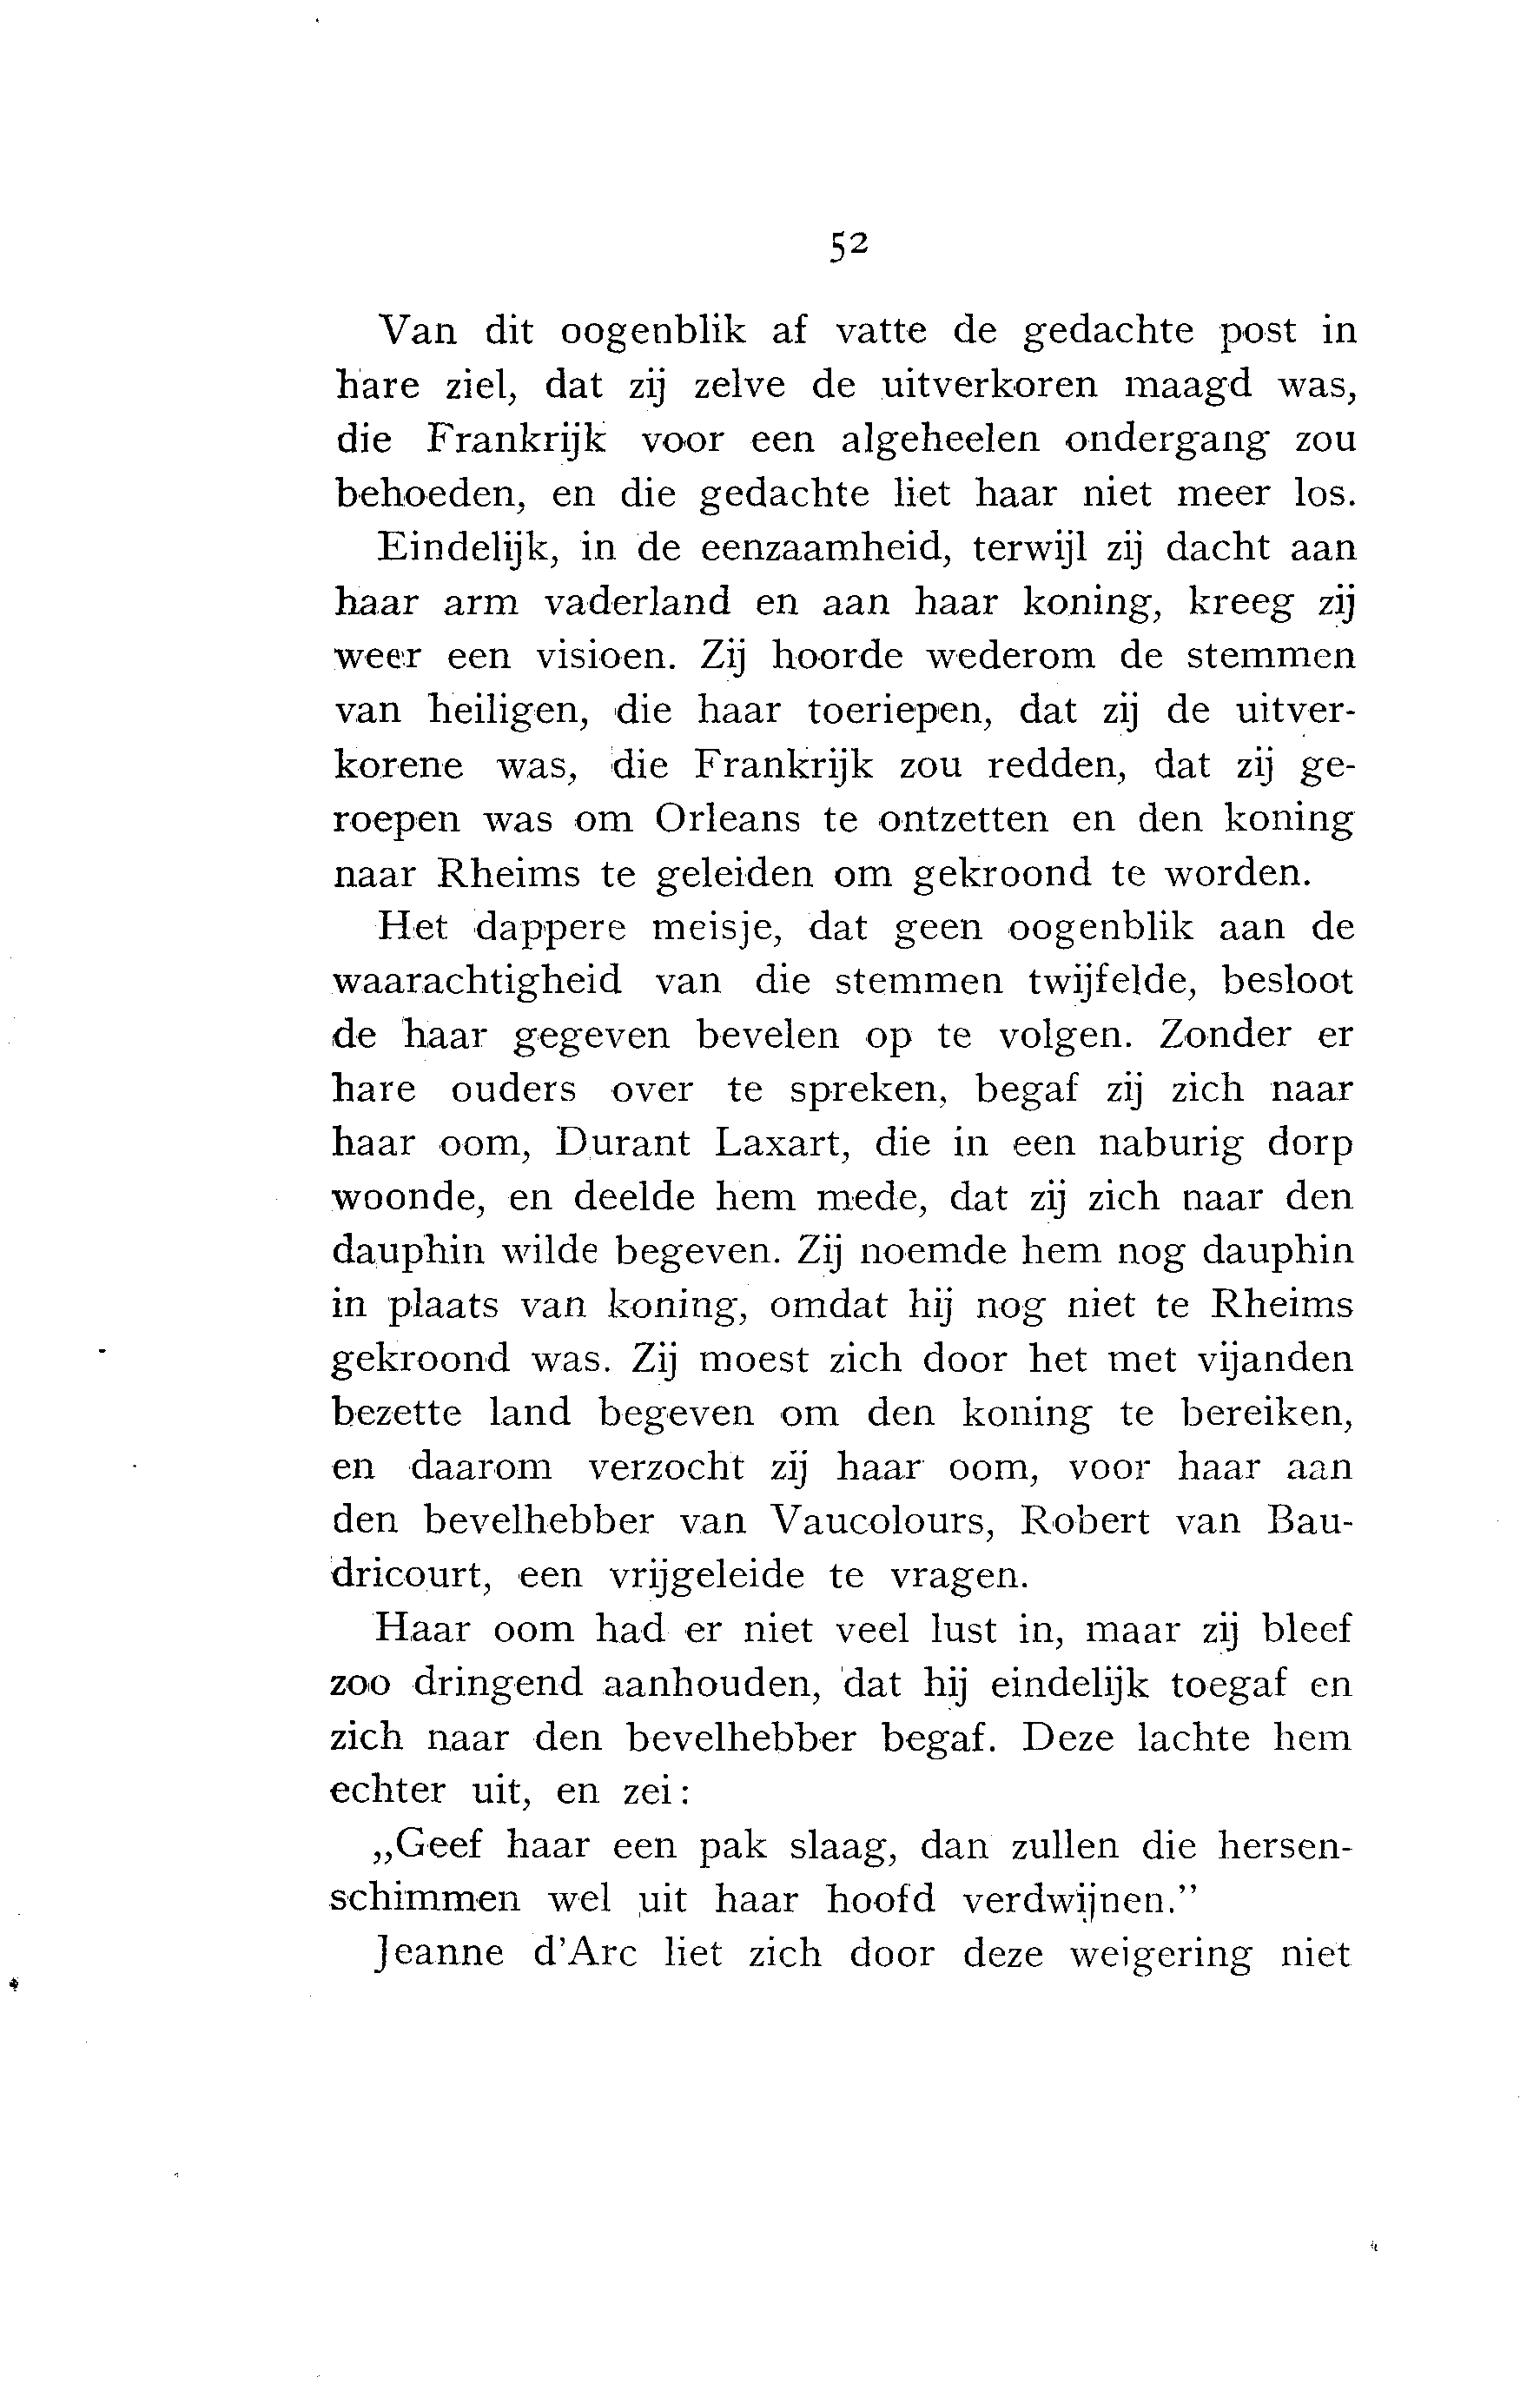 52
Van dit oogenblik af vatte de gedachte post in
hare ziel, dat zij zelve de uitverkoren maagd was,
die Frankrijk voor een algeheelen ondergang zou
behoeden, en die gedachte liet haar niet meer los.
Eindelijk, in de eenzaamheid, terwijl zij dacht aan
haar arm vaderland en aan haar koning, kreeg zij
weer een visioen. Zij hoorde wederom de stemmen
van heiligen, die haar toeriepen, dat zij de uitver-
korene was, die Frankrijk zou redden, dat zij ge-
roepen was om Orleans te ontzetten en den koning
naar Rheims te geleiden om gekroond te worden.
Het dappere meisje, dat geen oogenblik aan de
waarachtigheid van die stemmen twijfelde, besloot
de haar gegeven bevelen op te volgen. Zonder er
hare ouders over te spreken, begaf zij zich naar
haar oom, Durant Laxart, die in een naburig dorp
woonde, en deelde hem mede, dat zij zich naar den
dauphin wilde begeven. Zij noemde hem nog dauphin
in plaats van koning, omdat hij nog niet te Rheims
gekroond was. Zij moest zich door het met vijanden
bezette land begeven om den koning te bereiken,
en daarom verzocht zij haar oom, voor haar aan
den bevelhebber van Vaucolours, Robert van Bau-
dricourt, een vrijgeleide te vragen.
Haar oom had er niet veel lust in, maar zij bleef
zoo dringend aanhouden, dat hij eindelijk toegaf en
zich naar den bevelhebber begaf. Deze lachte hem
echter uit, en zei:
„Geef haar een pak slaag, dan zullen die hersen-
schimmen wel uit haar hoofd verdwijnen.”
Jeanne d'Arc liet zich door deze weigering niet